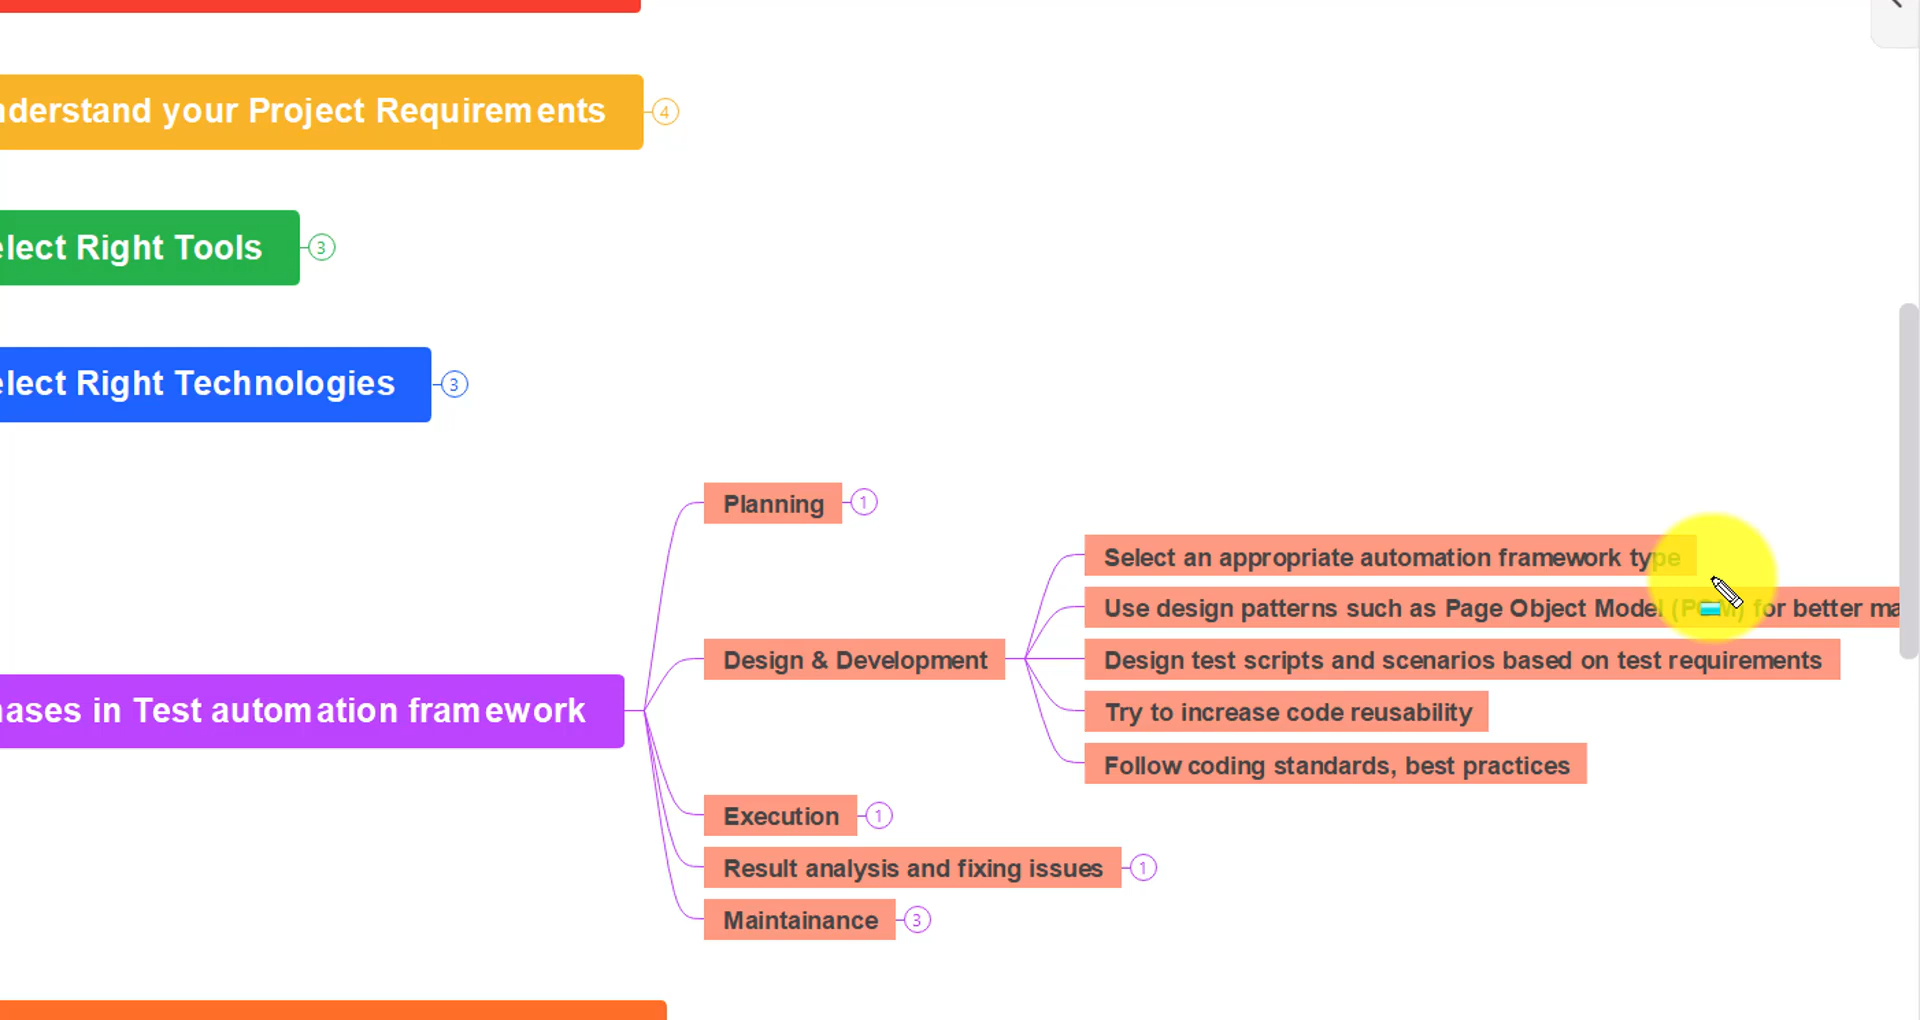 nderstand your Project Requirements
4
elect Right Tools
3
elect Right Technologies
3
Planning
1
Select an appropriate automation framework type
Use design patterns such as Page Object Model (POM) for better ma
Design & Development
Design test scripts and scenarios based on test requirements
Try to increase code reusability
Follow coding standards, best practices
hases in Test automation framework
Execution
1
Result analysis and fixing issues
1
Maintainance
3